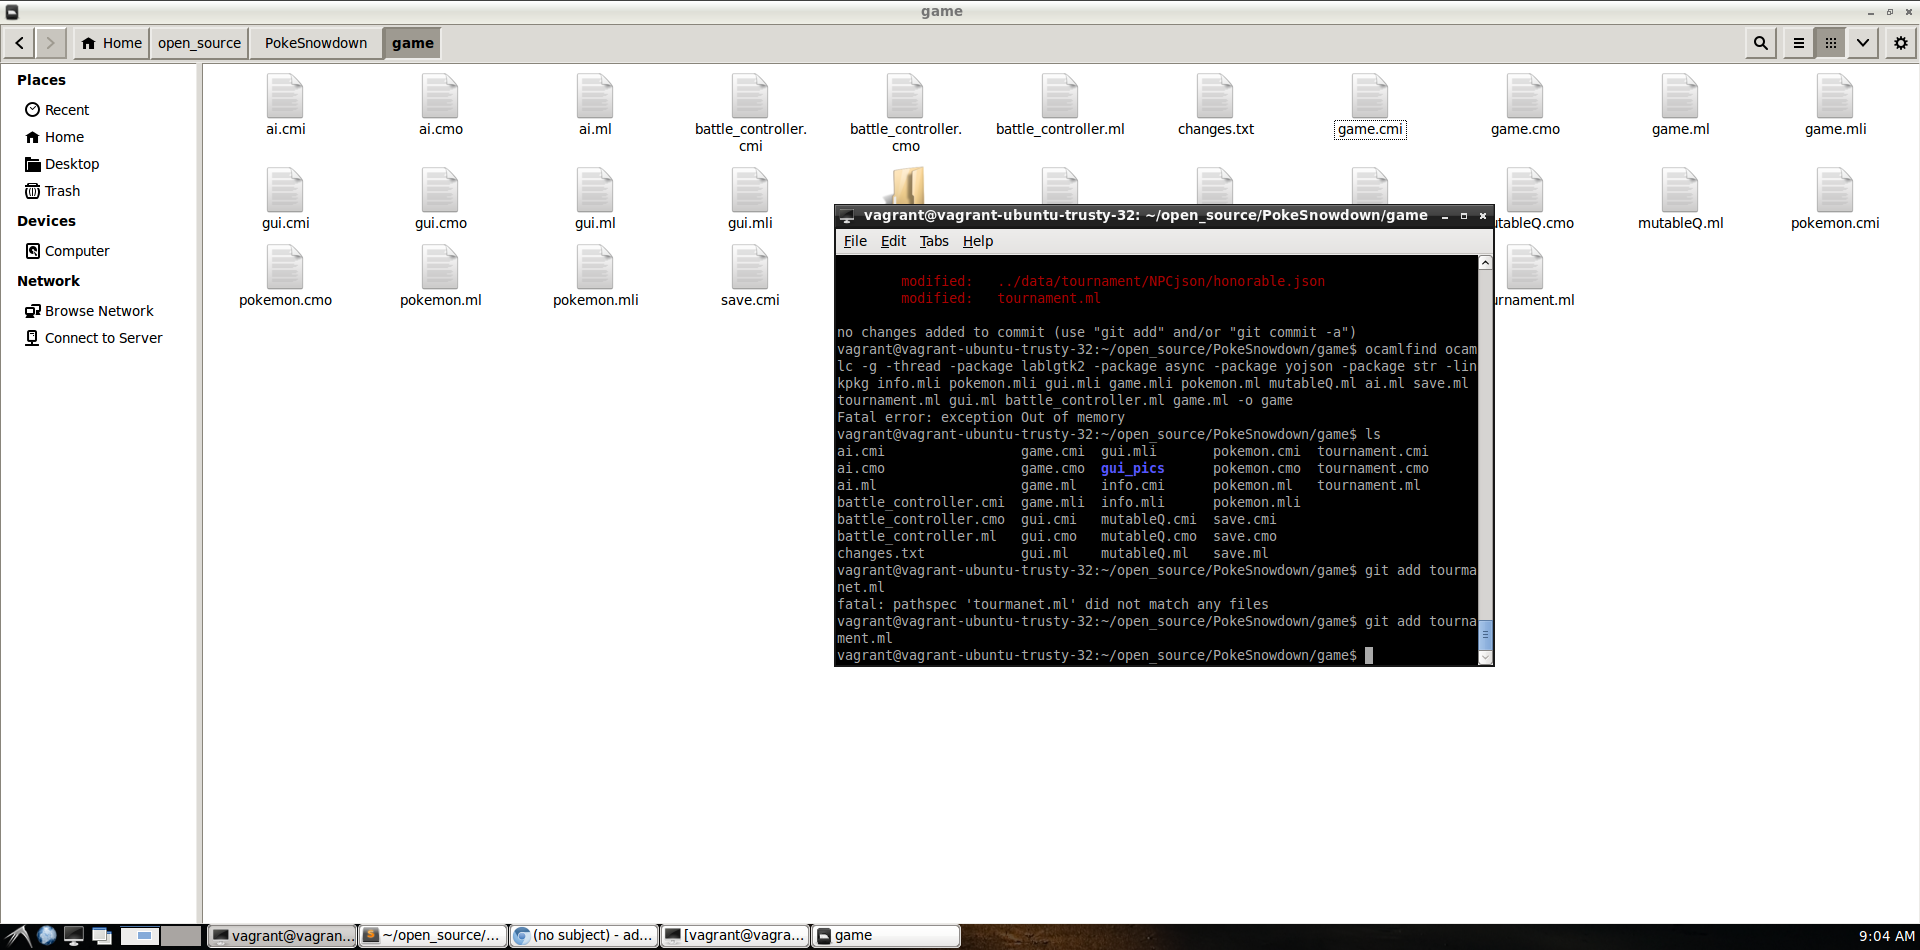 game
Home open_source PokeSnowdown game
Places
Recent
Home
Desktop
Trash
Devices
Computer
Network
Browse Network
Connect to Server
ai.cmi ai.cmo ai.ml battle_controller. battle_controller. battle_controller.ml changes.txt game.cmi game.cmo game.ml game.mli
cmi cmo
gui.cmi gui.cmo gui.ml gui.mli utableQ.cmo mutableQ.ml pokemon.cmi
pokemon.cmo pokemon.ml pokemon.mli save.cmi urnament.ml
vagrant@vagrant-ubuntu-trusty-32: ~/open_source/PokeSnowdown/game
File Edit Tabs Help
modified: ../data/tournament/NPCjson/honorable.json
modified: tournament.ml
no changes added to commit (use "git add" and/or "git commit -a")
vagrant@vagrant-ubuntu-trusty-32:~/open_source/PokeSnowdown/game$ ocamlfind ocam
lc -g -thread -package lablgtk2 -package async -package yojson -package str -lin
kpkg info.mli pokemon.mli gui.mli game.mli pokemon.ml mutableQ.ml ai.ml save.ml
tournament.ml gui.ml battle_controller.ml game.ml -o game
Fatal error: exception Out of memory
vagrant@vagrant-ubuntu-trusty-32:~/open_source/PokeSnowdown/game$ ls
ai.cmi game.cmi gui.mli pokemon.cmi tournament.cmi
ai.cmo game.cmo gui_pics pokemon.cmo tournament.cmo
ai.ml game.ml info.cmi pokemon.ml tournament.ml
battle_controller.cmi game.mli info.mli pokemon.mli
battle_controller.cmo gui.cmi mutableQ.cmi save.cmi
battle_controller.ml gui.cmo mutableQ.cmo save.cmo
changes.txt gui.ml mutableQ.ml save.ml
vagrant@vagrant-ubuntu-trusty-32:~/open_source/PokeSnowdown/game$ git add tourma
net.ml
fatal: pathspec 'tourmanet.ml' did not match any files
vagrant@vagrant-ubuntu-trusty-32:~/open_source/PokeSnowdown/game$ git add tourna
ment.ml
vagrant@vagrant-ubuntu-trusty-32:~/open_source/PokeSnowdown/game$
vagrant@vagran... ~/open_source/... (no subject) - ad... [vagrant@vagra... game 9:04 AM